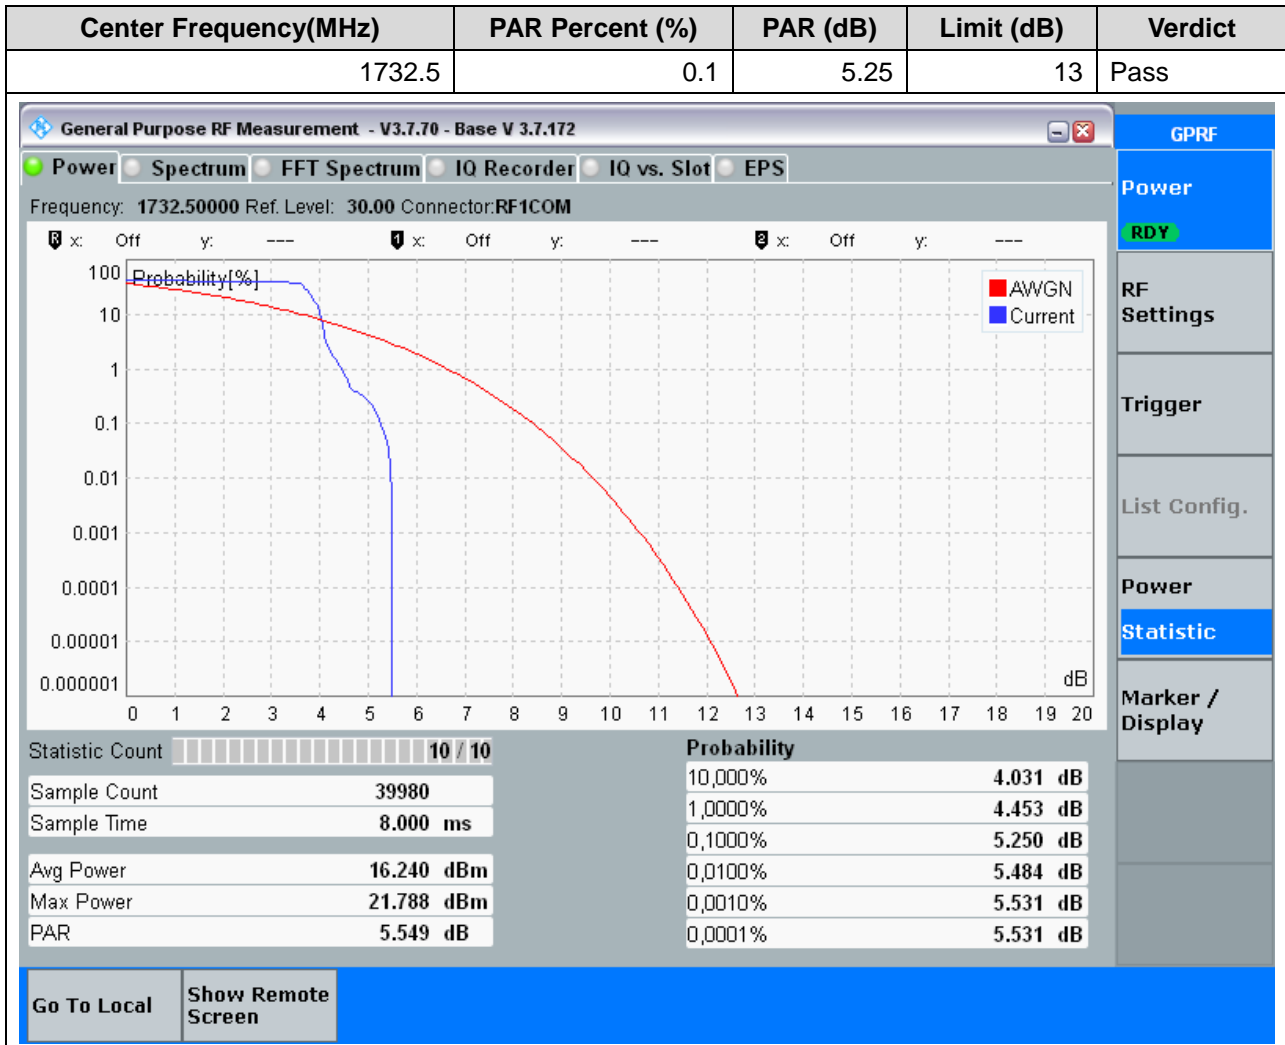 Center Frequency(MHz) PAR Percent (%) PAR (dB) Limit (dB) Verdict
1732.5 0.1 5.25 13 Pass
General Purpose RF Measurement - V3.7.70 - Base V 3.7.172
GPRF
Power Spectrum FFT Spectrum IQ Recorder IQ vs. Slot EPS
Power
RDY
Frequency: 1732.50000 Ref. Level: 30.00 Connector:RF1COM
R x: Off y: --- 1 x: Off y: --- 2 x: Off y: ---
Probability[%]
100
10
1
0.1
0.01
0.001
0.0001
0.00001
0.000001
AWGN
Current
dB
0 1 2 3 4 5 6 7 8 9 10 11 12 13 14 15 16 17 18 19 20
RF
Settings
Trigger
List Config.
Power
Statistic
Marker /
Display
Statistic Count 10 / 10
Sample Count 39980
Sample Time 8.000 ms
Avg Power 16.240 dBm
Max Power 21.788 dBm
PAR 5.549 dB
Probability
10,000% 4.031 dB
1,0000% 4.453 dB
0,1000% 5.250 dB
0,0100% 5.484 dB
0,0010% 5.531 dB
0,0001% 5.531 dB
Go To Local
Show Remote
Screen